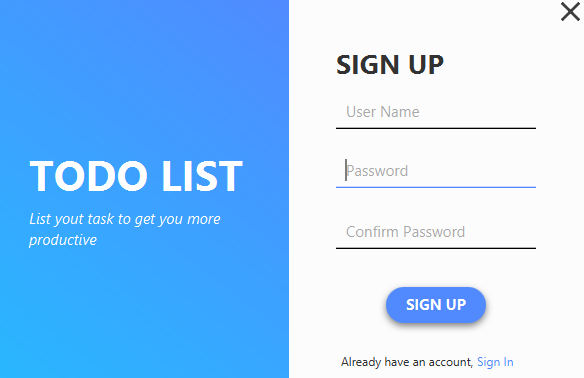 TODO LIST
List yout task to get you more
productive
SIGN UP
User Name
Password
Confirm Password
SIGN UP
Already have an account, Sign In